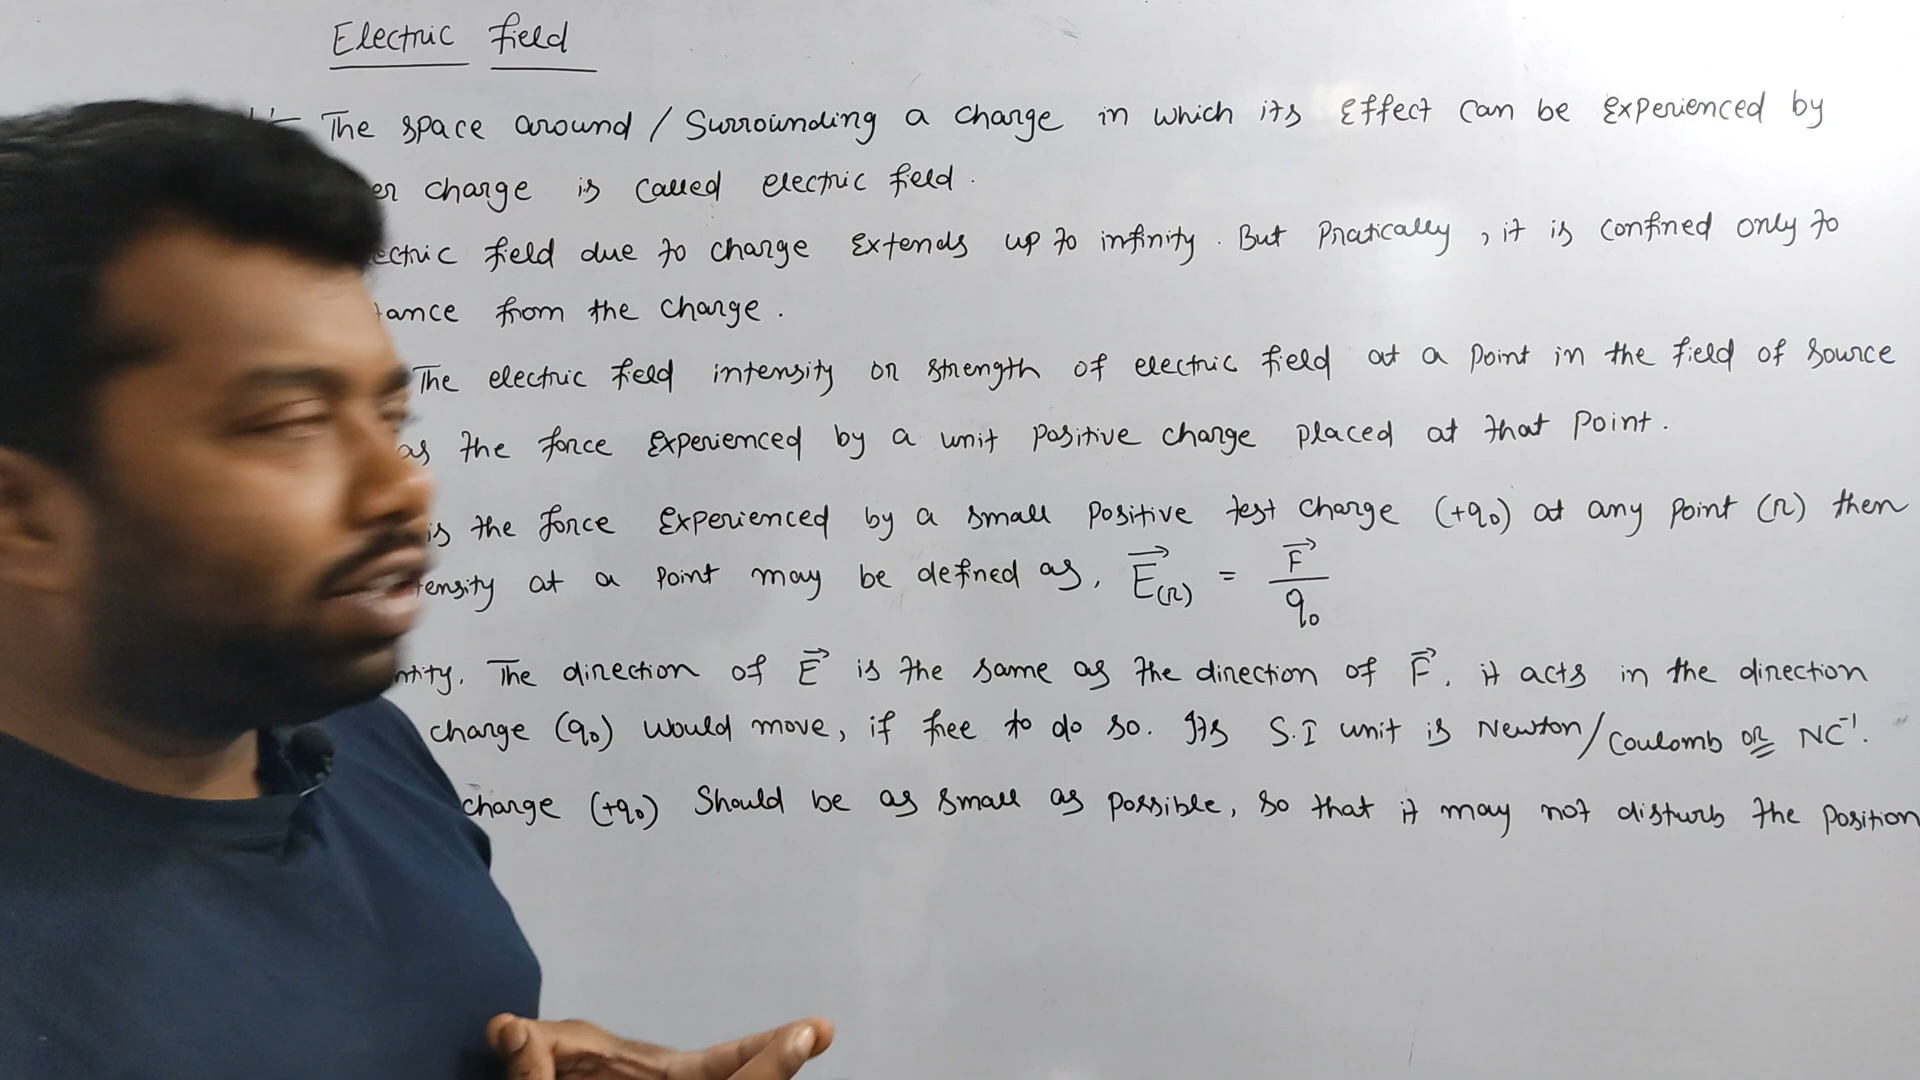 Electric field
The space around / Surrounding a charge in which its Effect can be Experienced by
er charge is called electric field.
ectric field due to charge Extends up to infinity. But Pratically, it is confined only to
tance from the charge.
The electric field intensity or strength of electric field at a point in the field of source
as the force Experienced by a unit positive charge placed at that point.
is the force Experienced by a small positive test charge (+q₀) at any point (r) then
tensity at a point may be defined as, E⃗(r) = F⃗/q₀
ntity. The direction of E⃗ is the same as the direction of F⃗. it acts in the direction
charge (q₀) would move, if free to do so. Its S.I unit is Newton/Coulomb or NC⁻¹.
charge (+q₀) Should be as small as possible, so that it may not disturb the position